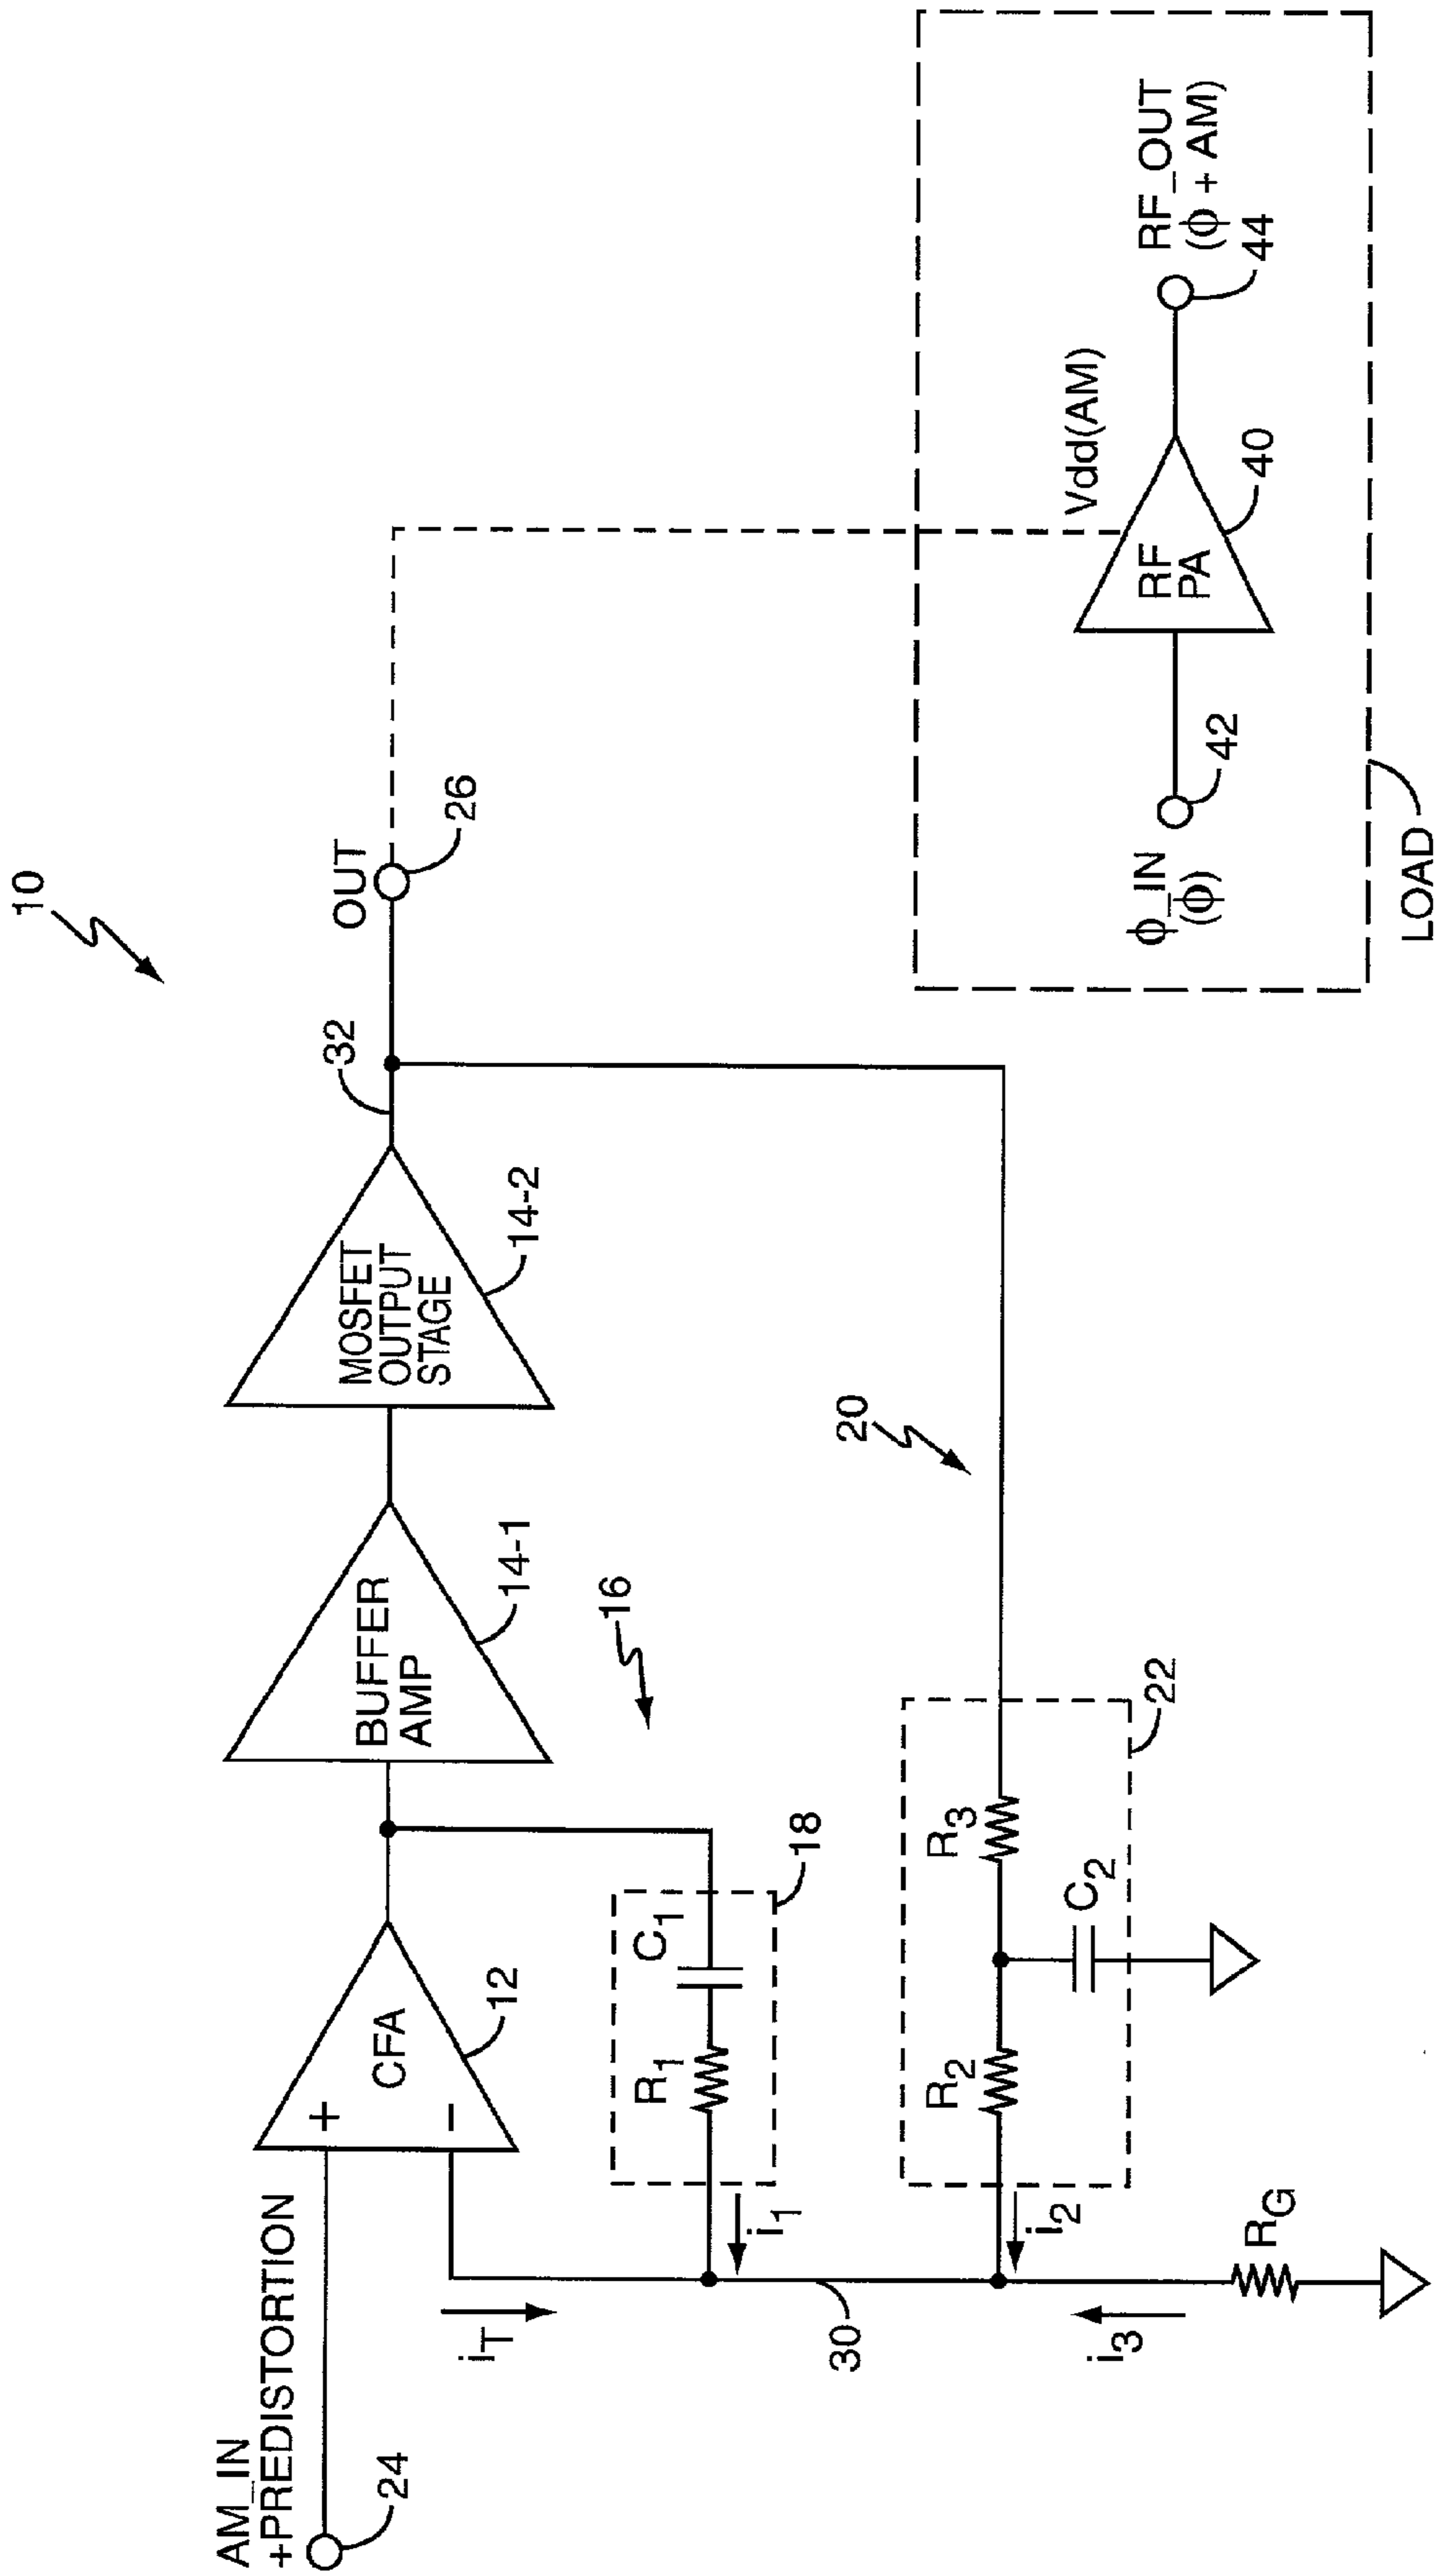 10
AM_IN
+PREDISTORTION
24
+
−
CFA
12
BUFFER
AMP
14-1
MOSFET
OUTPUT
STAGE
14-2
32
OUT
26
iT
30
i1
R1
C1
18
16
20
i2
R2
R3
C2
22
i3
RG
Vdd(AM)
ϕ_IN
(ϕ)
42
RF
PA
40
RF_OUT
(ϕ + AM)
44
LOAD